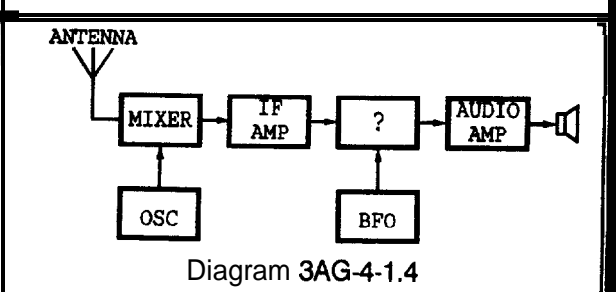 ANTENNA
MIXER
IF
AMP
?
AUDIO
AMP
OSC
BFO
Diagram 3AG-4-1.4